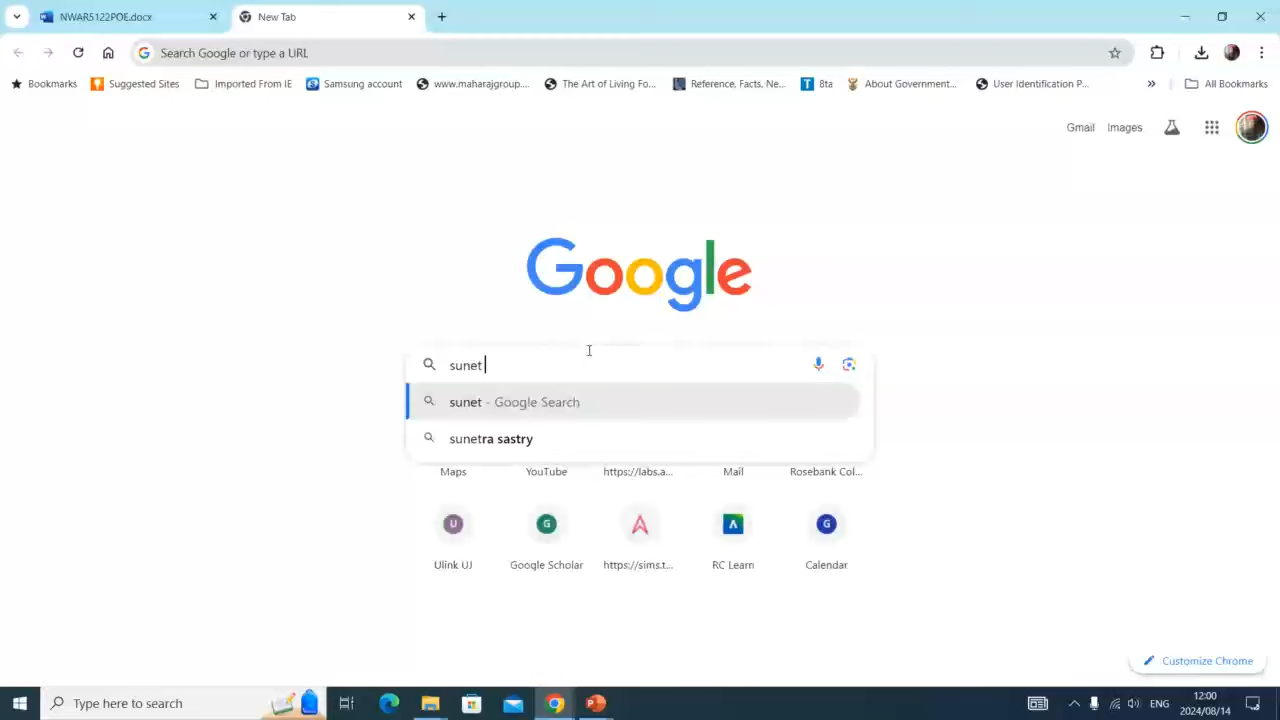 NWAR5122POE.docx
New Tab
Search Google or type a URL
Bookmarks
Suggested Sites
Imported From IE
Samsung account
www.maharajgroup....
The Art of Living Fo...
Reference, Facts, Ne...
8ta
About Government...
User Identification P...
All Bookmarks
Gmail
Images
Google
sunet
sunet - Google Search
sunetra sastry
Maps
YouTube
https://labs.a...
Mail
Rosebank Col...
U
G
G
Ulink UJ
Google Scholar
https://sims.t...
RC Learn
Calendar
Customize Chrome
Type here to search
ENG
12:00
2024/08/14